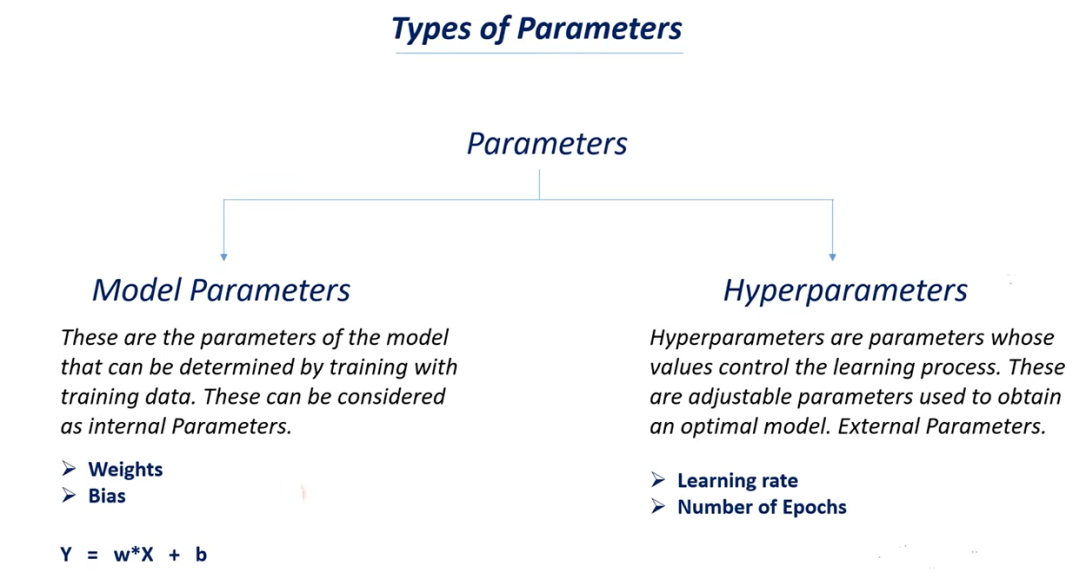 Types of Parameters
Parameters
Model Parameters
These are the parameters of the model
that can be determined by training with
training data. These can be considered
as internal Parameters.
➢ Weights
➢ Bias
Y = w*X + b
Hyperparameters
Hyperparameters are parameters whose
values control the learning process. These
are adjustable parameters used to obtain
an optimal model. External Parameters.
➢ Learning rate
➢ Number of Epochs